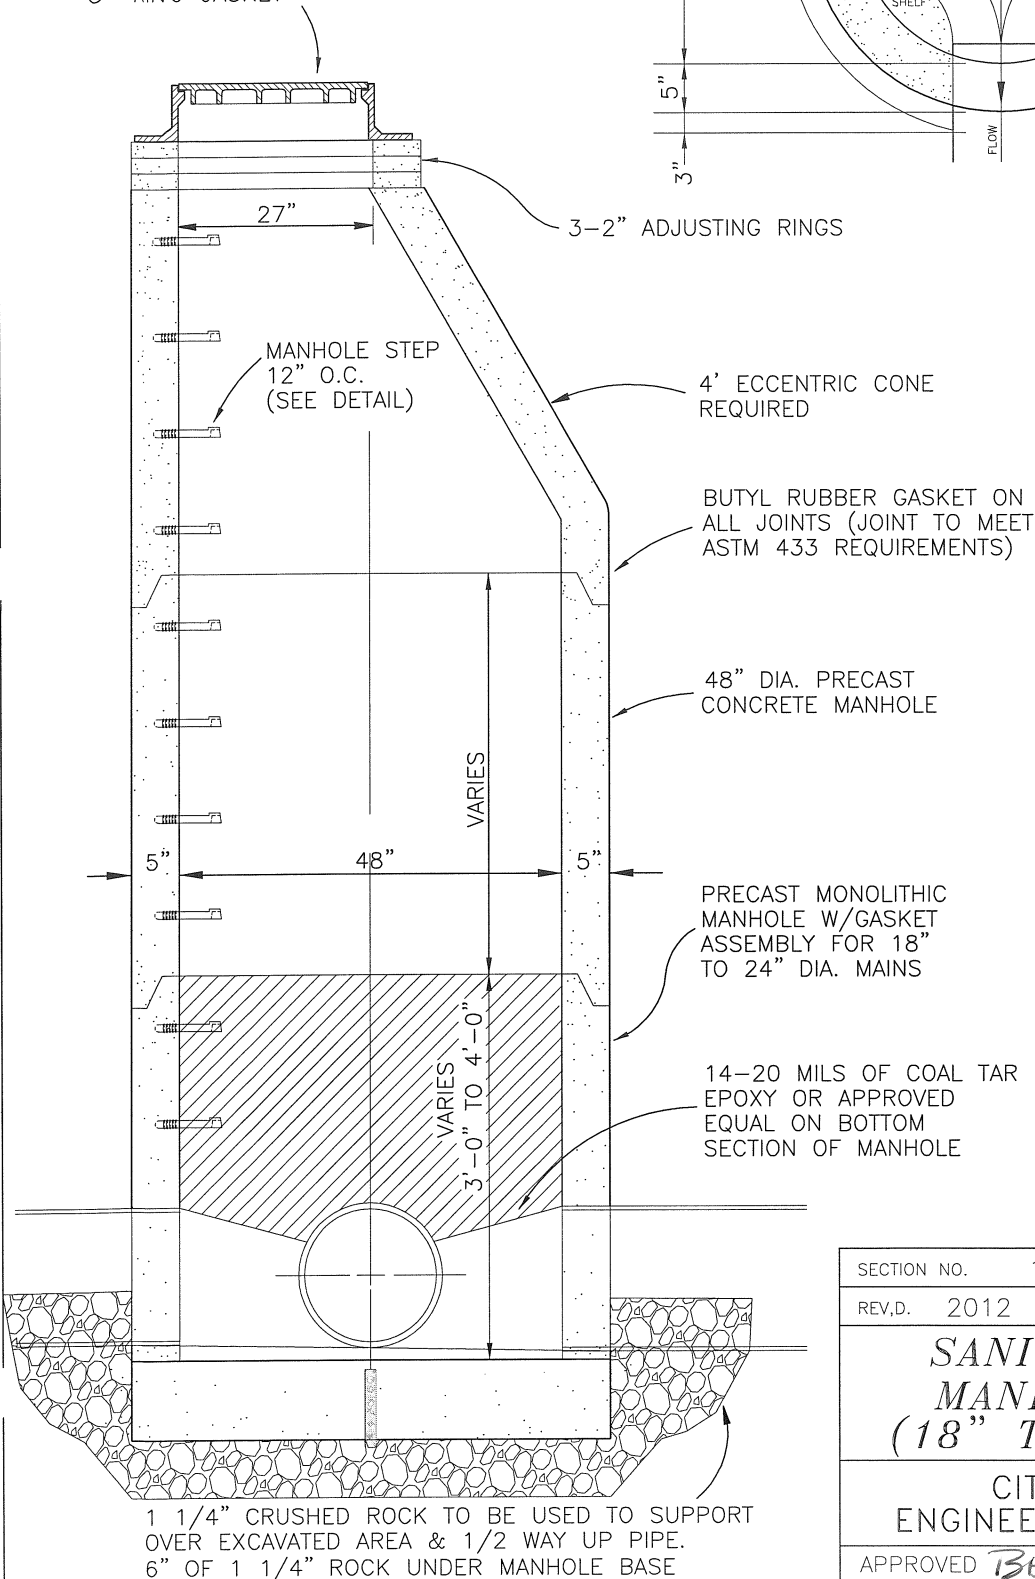 SHELF
5"
3"
FLOW
27"
3-2" ADJUSTING RINGS
MANHOLE STEP
12" O.C.
(SEE DETAIL)
4' ECCENTRIC CONE
REQUIRED
BUTYL RUBBER GASKET ON
ALL JOINTS (JOINT TO MEET
ASTM 433 REQUIREMENTS)
48" DIA. PRECAST
CONCRETE MANHOLE
VARIES
5"
48"
5"
PRECAST MONOLITHIC
MANHOLE W/GASKET
ASSEMBLY FOR 18"
TO 24" DIA. MAINS
VARIES
3'-0" TO 4'-0"
14-20 MILS OF COAL TAR
EPOXY OR APPROVED
EQUAL ON BOTTOM
SECTION OF MANHOLE
SECTION NO.
REV,D. 2012
SANI
MAN
(18" T
CIT
ENGINEE
APPROVED
1 1/4" CRUSHED ROCK TO BE USED TO SUPPORT
OVER EXCAVATED AREA & 1/2 WAY UP PIPE.
6" OF 1 1/4" ROCK UNDER MANHOLE BASE